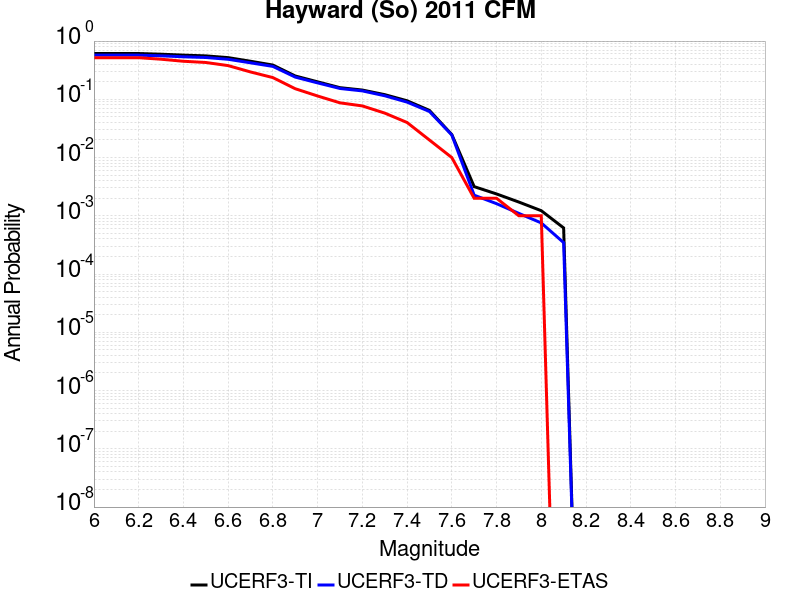 Hayward (So) 2011 CFM
10^0
10^-1
10^-2
10^-3
10^-4
10^-5
10^-6
10^-7
10^-8
Annual Probability
6 6.2 6.4 6.6 6.8 7 7.2 7.4 7.6 7.8 8 8.2 8.4 8.6 8.8 9
Magnitude
UCERF3-TI UCERF3-TD UCERF3-ETAS